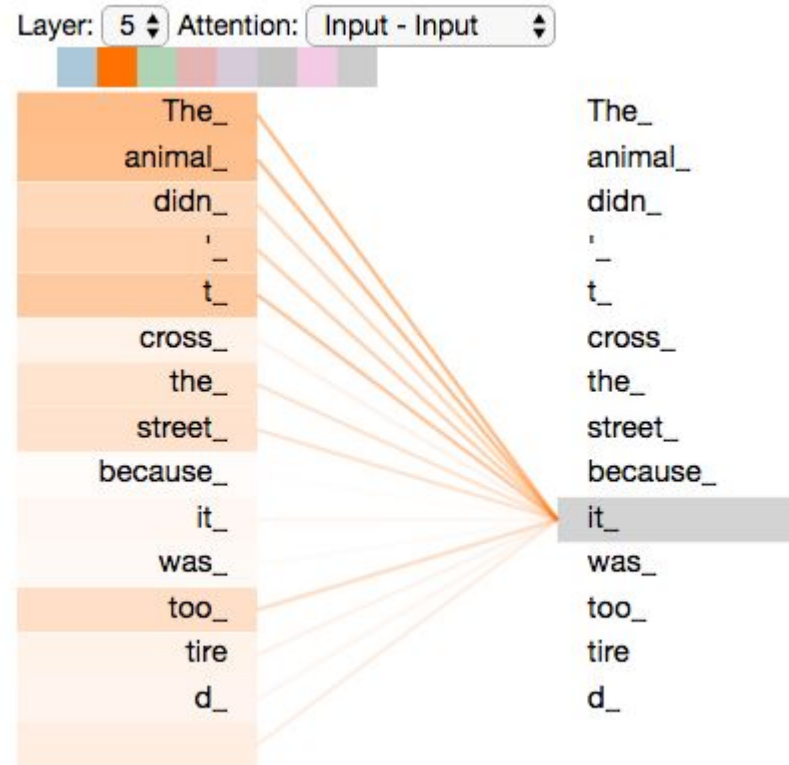 Layer: 5 Attention: Input - Input
The_ The_
animal_ animal_
didn_ didn_
'_ '_
t_ t_
cross_ cross_
the_ the_
street_ street_
because_ because_
it_ it_
was_ was_
too_ too_
tire tire
d_ d_